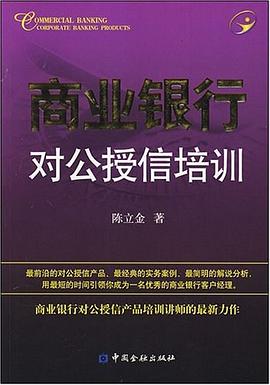 COMMERCIAL BANKING
CORPORATE BANKING PRODUCTS
商业银行
对公授信培训
陈立金 著
最前沿的对公授信产品、最经典的实务案例、最简明的解说分析,
用最短的时间引领你成为一名优秀的商业银行客户经理。
商业银行对公授信产品培训讲师的最新力作
中国金融出版社